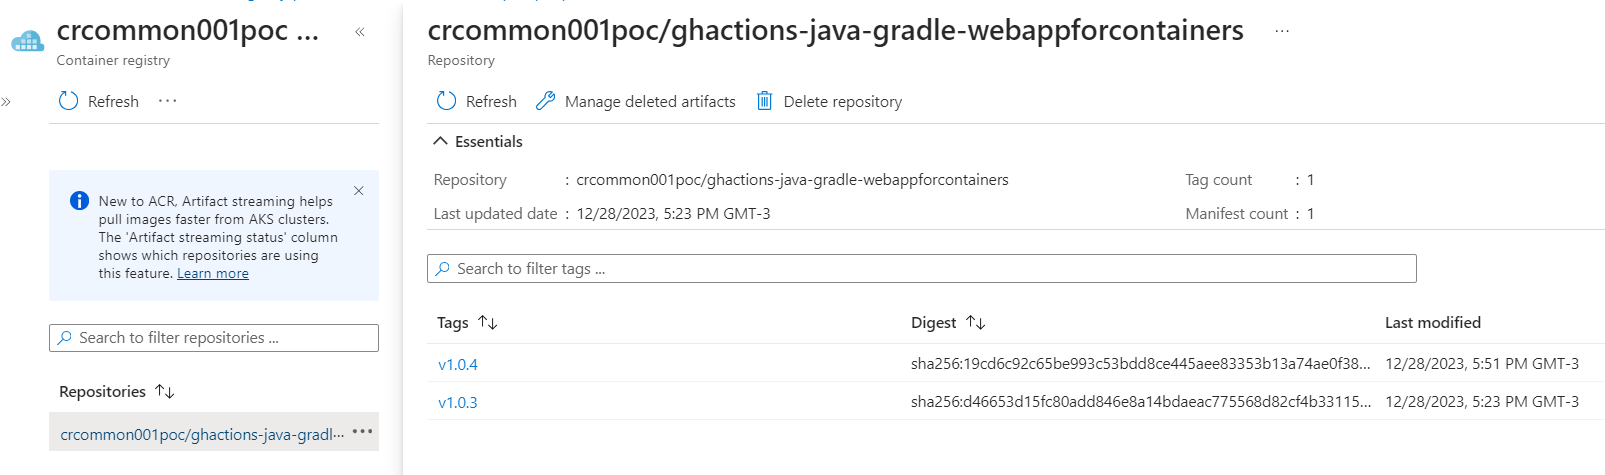 crcommon001poc ...
Container registry
Refresh ...
New to ACR, Artifact streaming helps
pull images faster from AKS clusters.
The 'Artifact streaming status' column
shows which repositories are using
this feature. Learn more
Search to filter repositories ...
Repositories
crcommon001poc/ghactions-java-gradl...
crcommon001poc/ghactions-java-gradle-webappforcontainers ...
Repository
Refresh Manage deleted artifacts Delete repository
Essentials
Repository : crcommon001poc/ghactions-java-gradle-webappforcontainers Tag count : 1
Last updated date : 12/28/2023, 5:23 PM GMT-3 Manifest count : 1
Search to filter tags ...
Tags Digest Last modified
v1.0.4 sha256:19cd6c92c65be993c53bdd8ce445aee83353b13a74ae0f38... 12/28/2023, 5:51 PM GMT-3
v1.0.3 sha256:d46653d15fc80add846e8a14bdaeac775568d82cf4b33115... 12/28/2023, 5:23 PM GMT-3